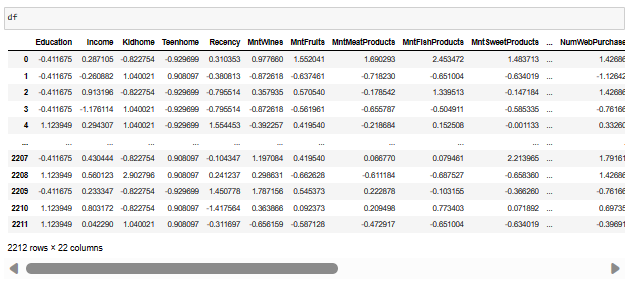 df
Education Income Kidhome Teenhome Recency MntWines MntFruits MntMeatProducts MntFishProducts MntSweetProducts ... NumWebPurchase
0 -0.411675 0.287105 -0.822754 -0.929699 0.310353 0.977660 1.552041 1.690293 2.453472 1.483713 ... 1.42686
1 -0.411675 -0.260882 1.040021 0.908097 -0.380813 -0.872618 -0.637461 -0.718230 -0.651004 -0.634019 ... -1.12642
2 -0.411675 0.913196 -0.822754 -0.929699 -0.795514 0.357935 0.570540 -0.178542 1.339513 -0.147184 ... 1.42686
3 -0.411675 -1.176114 1.040021 -0.929699 -0.795514 -0.872618 -0.561961 -0.655787 -0.504911 -0.585335 ... -0.76166
4 1.123949 0.294307 1.040021 -0.929699 1.554453 -0.392257 0.419540 -0.218684 0.152508 -0.001133 ... 0.33260
... ... ... ... ... ... ... ... ... ... ... ... ...
2207 -0.411675 0.430444 -0.822754 0.908097 -0.104347 1.197084 0.419540 0.066770 0.079461 2.213965 ... 1.79161
2208 1.123949 0.560123 2.902796 0.908097 0.241237 0.298631 -0.662628 -0.611184 -0.687527 -0.658360 ... 1.42686
2209 -0.411675 0.233347 -0.822754 -0.929699 1.450778 1.787156 0.545373 0.222878 -0.103155 -0.366260 ... -0.76166
2210 1.123949 0.803172 -0.822754 0.908097 -1.417564 0.363866 0.092373 0.209498 0.773403 0.071892 ... 0.69735
2211 1.123949 0.042290 1.040021 0.908097 -0.311697 -0.656159 -0.587128 -0.472917 -0.651004 -0.634019 ... -0.39691
2212 rows × 22 columns